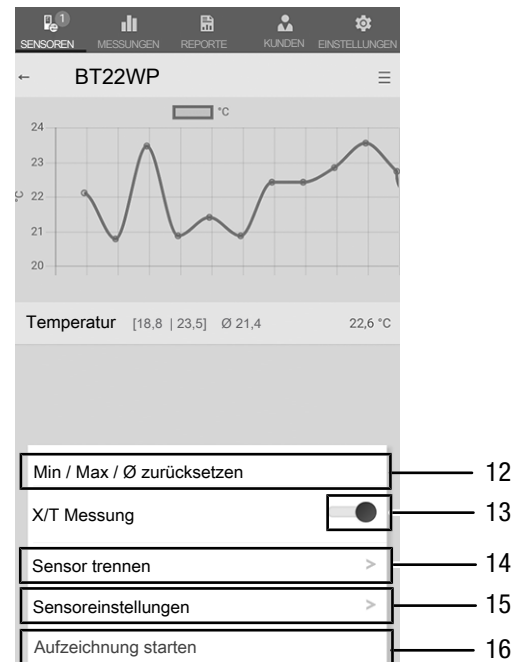 1
SENSOREN MESSUNGEN REPORTE KUNDEN EINSTELLUNGEN
← BT22WP ☰
°C
24
23
22
21
20
°C
Temperatur [18,8 | 23,5] Ø 21,4 22,6 °C
Min / Max / Ø zurücksetzen 12
X/T Messung 13
Sensor trennen > 14
Sensoreinstellungen > 15
Aufzeichnung starten 16